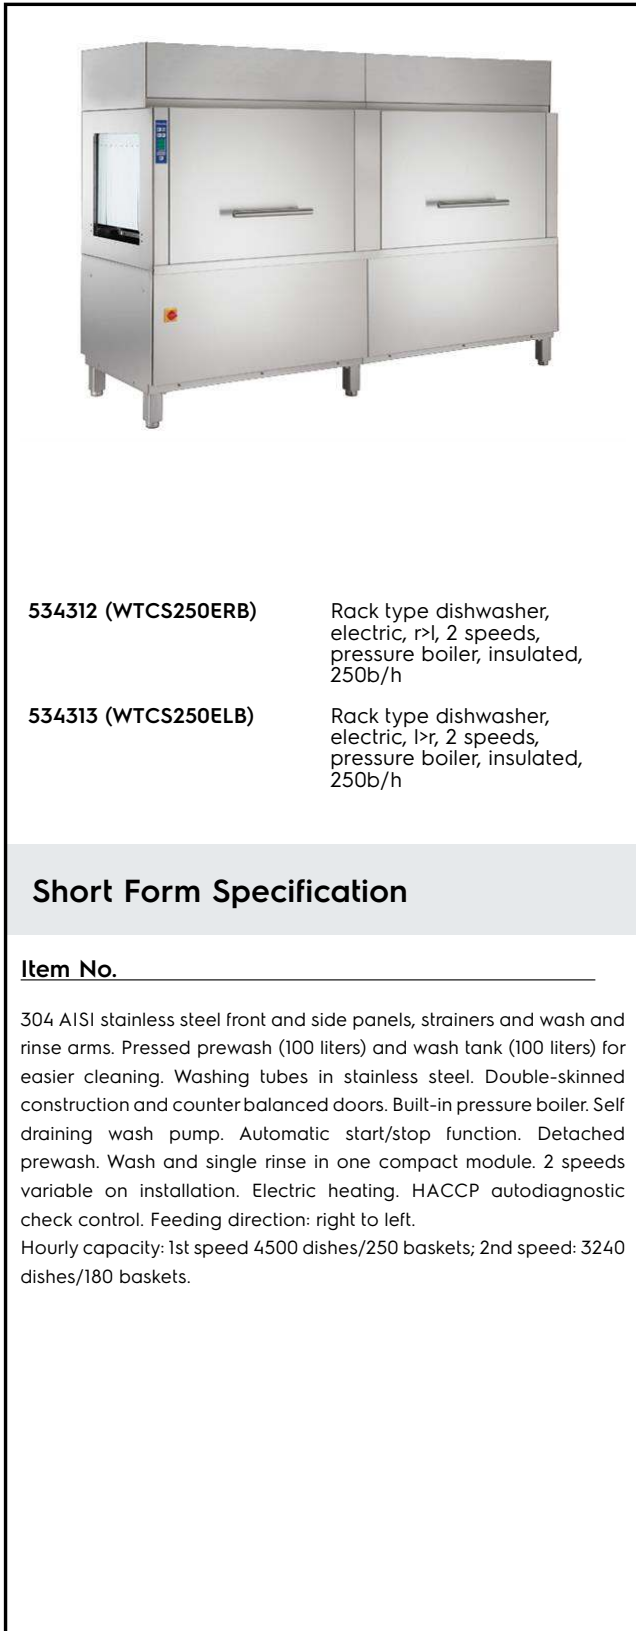 534312 (WTCS250ERB)
Rack type dishwasher,
electric, r>l, 2 speeds,
pressure boiler, insulated,
250b/h
534313 (WTCS250ELB)
Rack type dishwasher,
electric, l>r, 2 speeds,
pressure boiler, insulated,
250b/h
Short Form Specification
Item No.
304 AISI stainless steel front and side panels, strainers and wash and
rinse arms. Pressed prewash (100 liters) and wash tank (100 liters) for
easier cleaning. Washing tubes in stainless steel. Double-skinned
construction and counter balanced doors. Built-in pressure boiler. Self
draining wash pump. Automatic start/stop function. Detached
prewash. Wash and single rinse in one compact module. 2 speeds
variable on installation. Electric heating. HACCP autodiagnostic
check control. Feeding direction: right to left.
Hourly capacity: 1st speed 4500 dishes/250 baskets; 2nd speed: 3240
dishes/180 baskets.